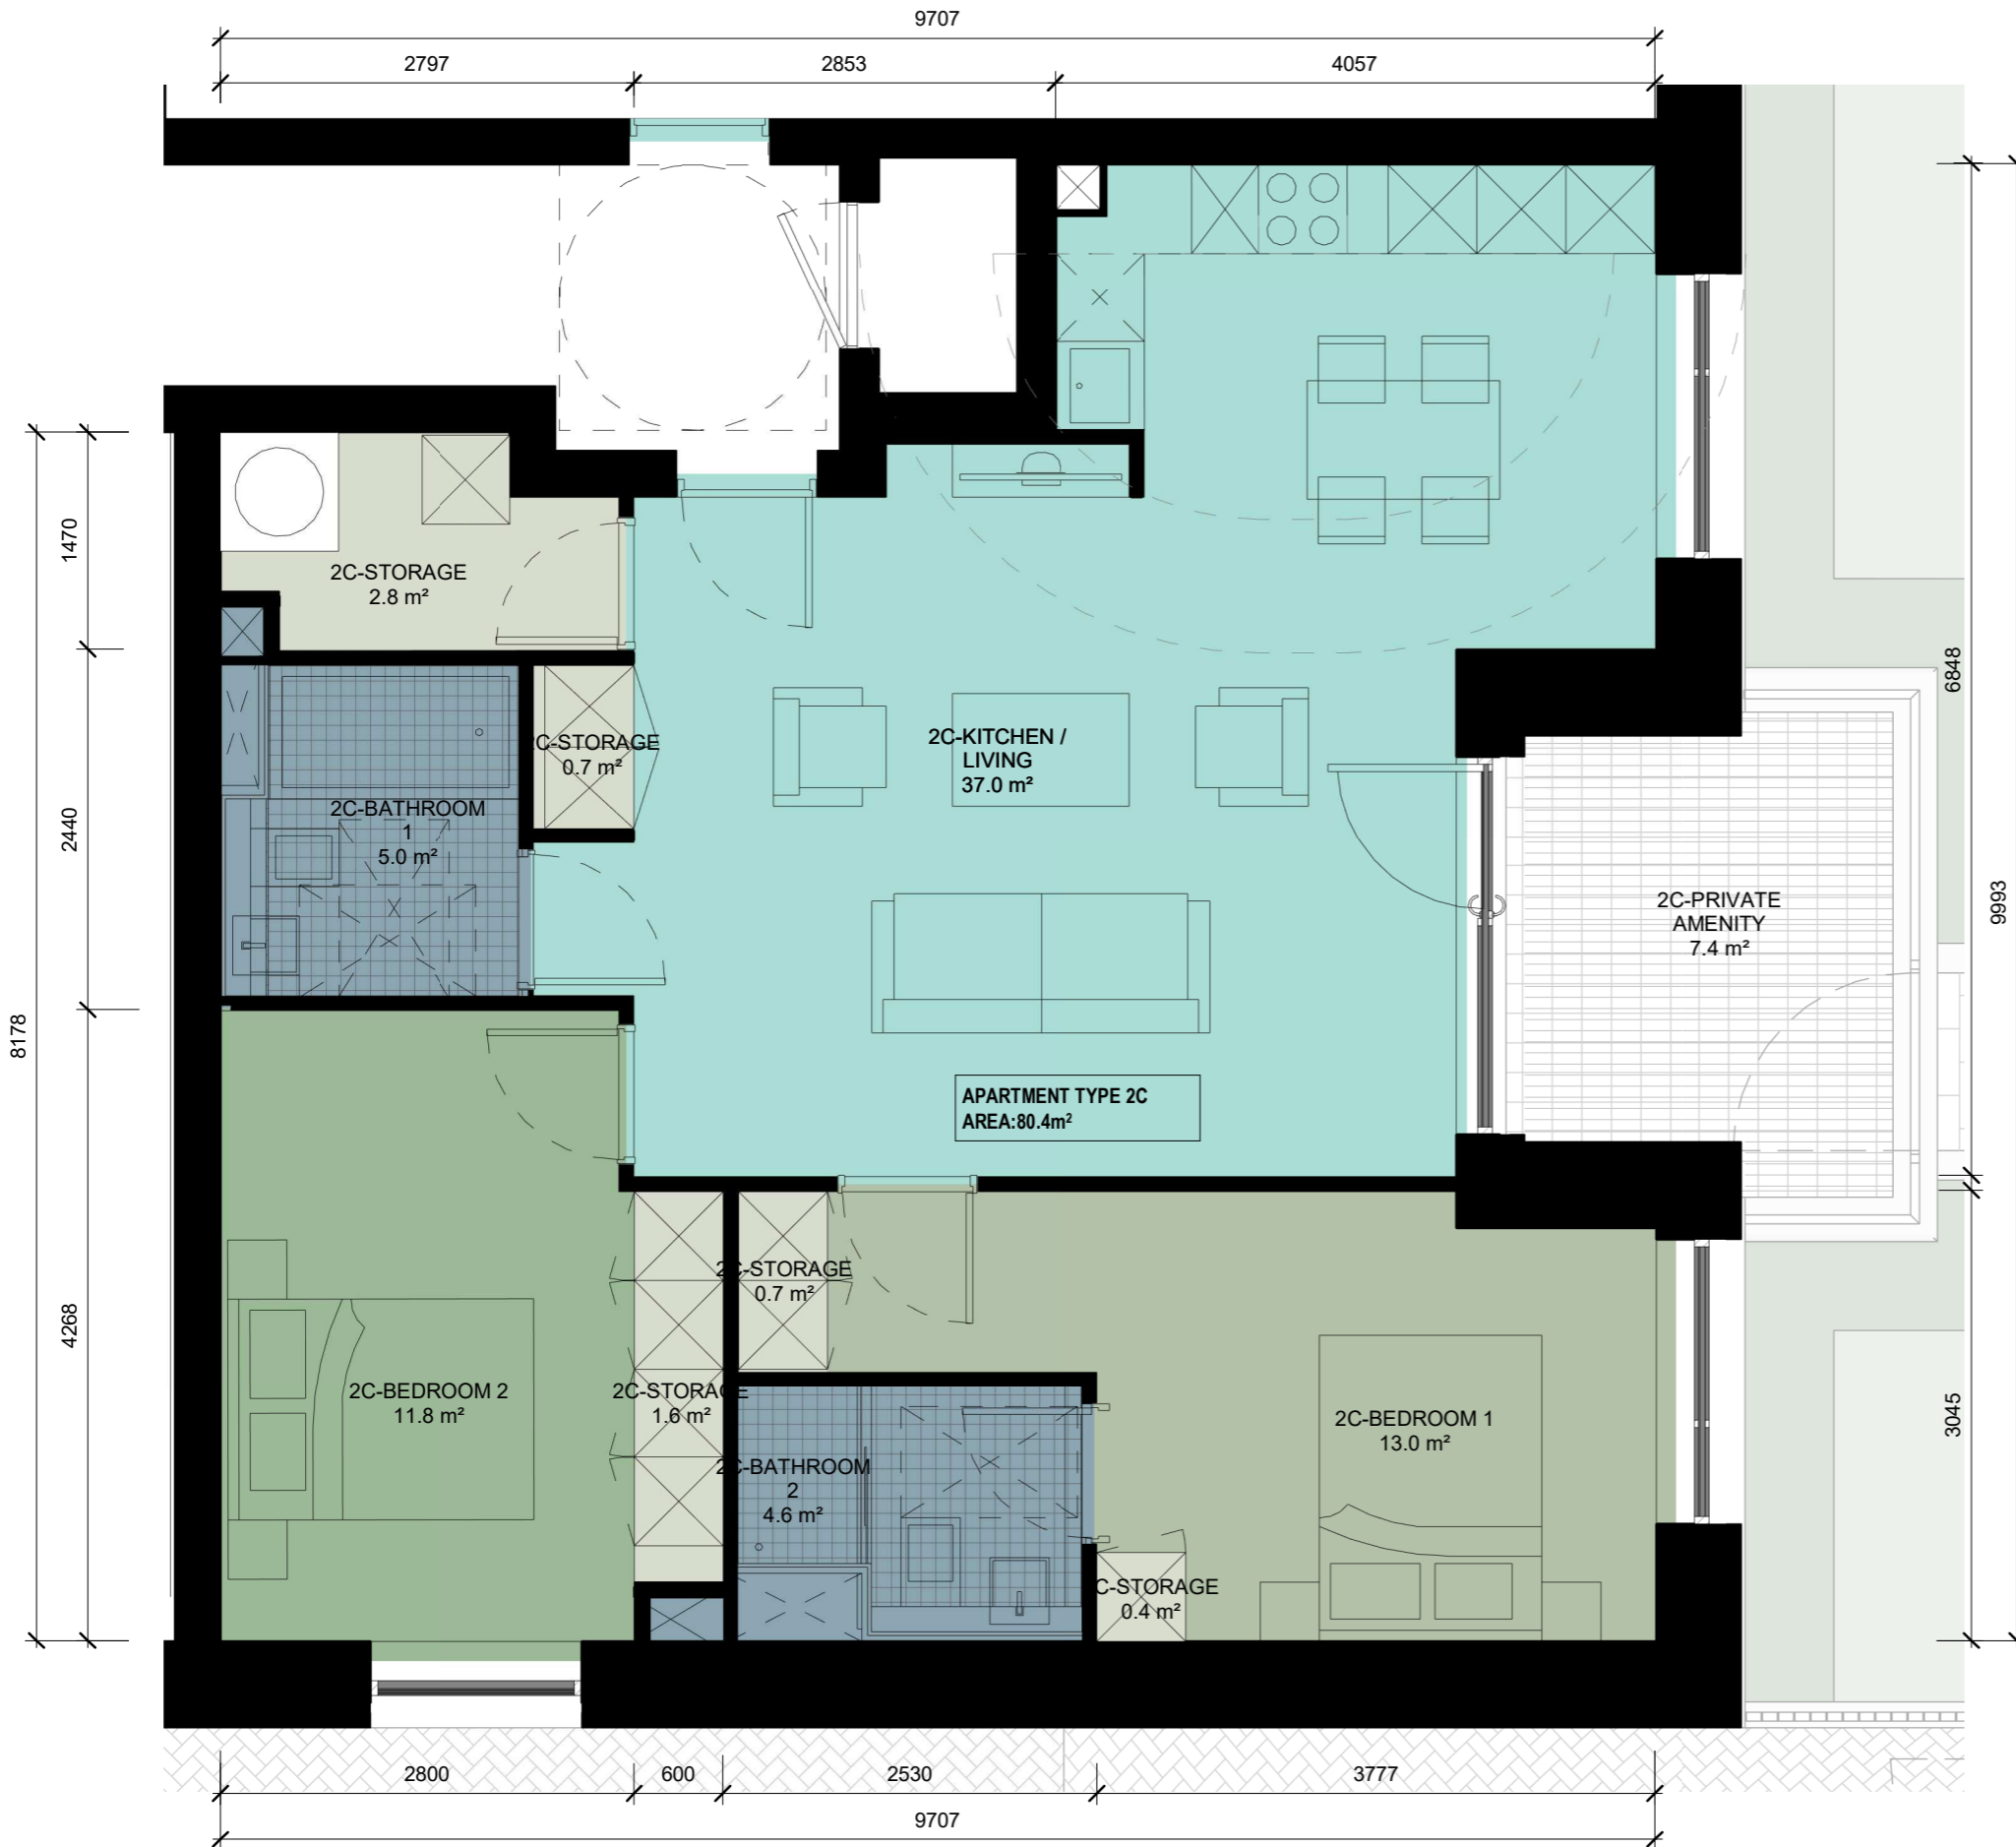 9707
2797
2853
4057
1470
2440
4268
8178
6848
9993
3045
2C-STORAGE
2.8 m²
2C-STORAGE
0.7 m²
2C-KITCHEN /
LIVING
37.0 m²
2C-BATHROOM
1
5.0 m²
2C-PRIVATE
AMENITY
7.4 m²
APARTMENT TYPE 2C
AREA:80.4m²
2C-STORAGE
0.7 m²
2C-BEDROOM 2
11.8 m²
2C-STORAGE
1.6 m²
2C-BEDROOM 1
13.0 m²
2C-BATHROOM
2
4.6 m²
C-STORAGE
0.4 m²
2800
600
2530
3777
9707